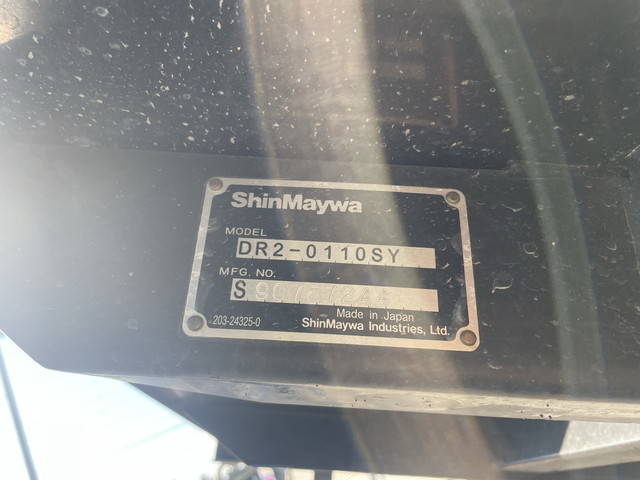 ShinMaywa
MODEL
DR2-0110SY
MFG. NO.
S
Made in Japan
203-24325-0
ShinMaywa Industries, Ltd.